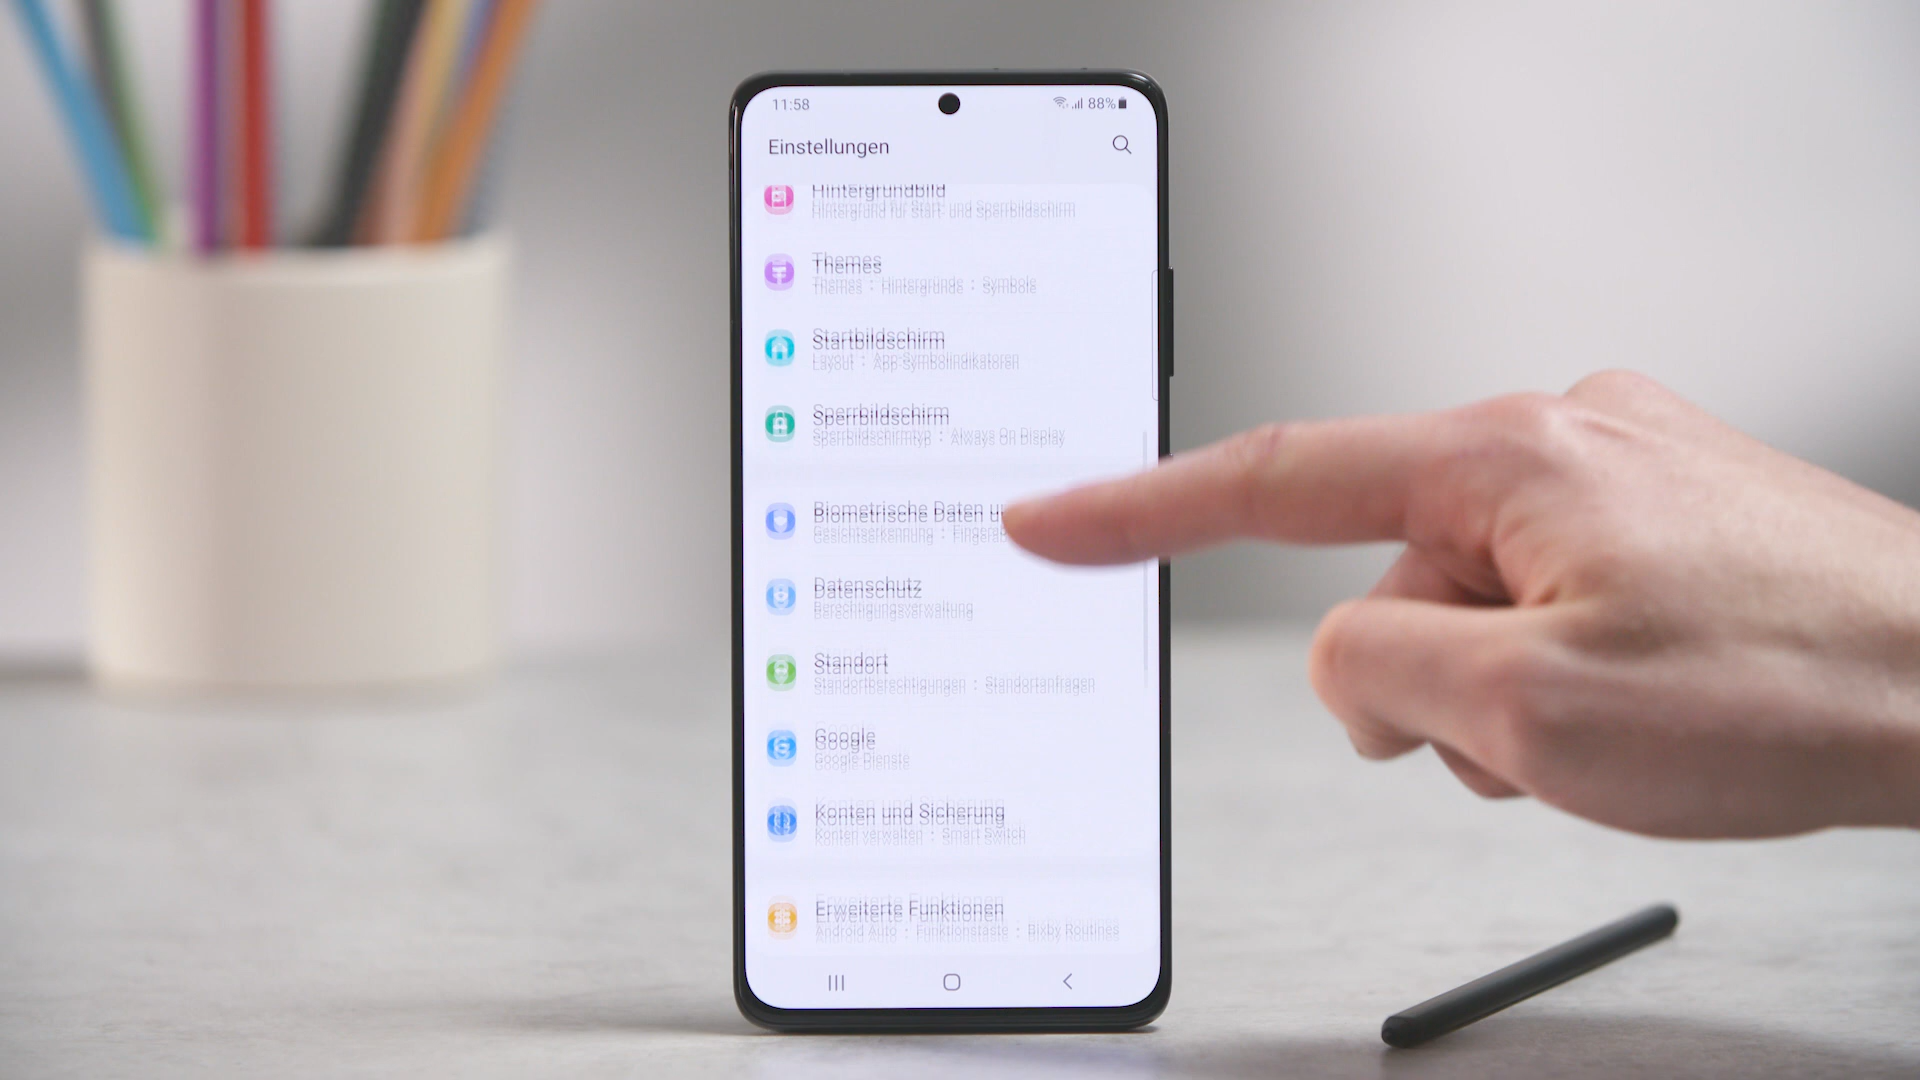 11:58
88%
Einstellungen
Hintergrundbild
Hintergrund für Start- und Sperrbildschirm
Themes
Themes • Hintergründe • Symbole
Startbildschirm
Layout • App-Symbolindikatoren
Sperrbildschirm
Sperrbildschirmtyp • Always On Display
Biometrische Daten
Gesichtserkennung •
Datenschutz
Berechtigungsverwaltung
Standort
Standortberechtigungen • Standortanfragen
Google
Google-Dienste
Konten und Sicherung
Konten verwalten • Smart Switch
Erweiterte Funktionen
Android Auto • Funktionstaste • Bixby Routines